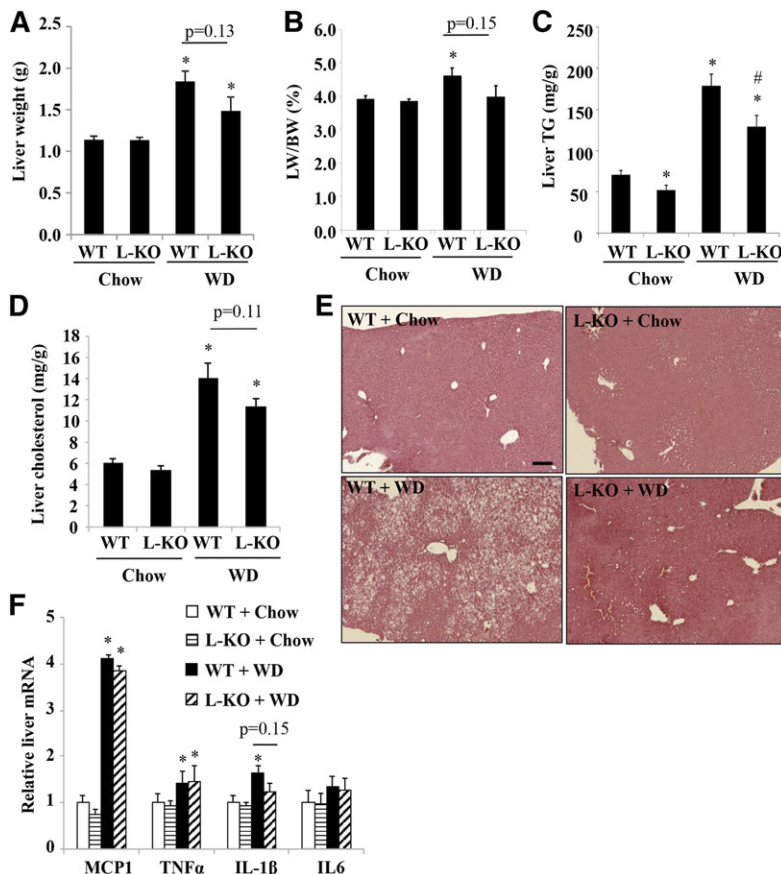 A
p=0.13
Liver weight (g)
2.5
2.0
1.5
1.0
0.5
0.0
*
*
WT L-KO WT L-KO
Chow WD
B
p=0.15
LW/BW (%)
6.0
5.0
4.0
3.0
2.0
1.0
0.0
*
WT L-KO WT L-KO
Chow WD
C
Liver TG (mg/g)
250
200
150
100
50
0
*
*
#
*
WT L-KO WT L-KO
Chow WD
D
p=0.11
Liver cholesterol (mg/g)
18
16
14
12
10
8
6
4
2
0
*
*
WT L-KO WT L-KO
Chow WD
E
WT + Chow
L-KO + Chow
WT + WD
L-KO + WD
F
Relative liver mRNA
5
4
3
2
1
0
WT + Chow
L-KO + Chow
WT + WD
L-KO + WD
* *
* *
p=0.15
*
MCP1 TNFα IL-1β IL6